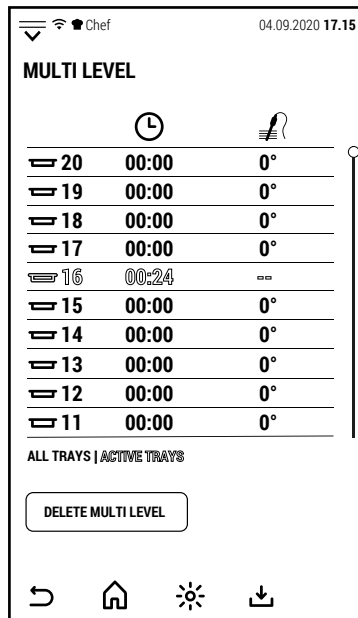 Chef 04.09.2020 17.15
MULTI LEVEL
20 00:00 0°
19 00:00 0°
18 00:00 0°
17 00:00 0°
16 00:24 --
15 00:00 0°
14 00:00 0°
13 00:00 0°
12 00:00 0°
11 00:00 0°
ALL TRAYS | ACTIVE TRAYS
DELETE MULTI LEVEL